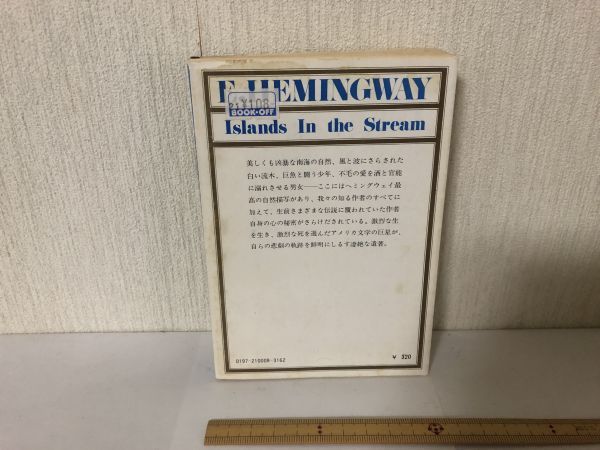 E. HEMINGWAY
¥108
BOOK-OFF
Islands In the Stream
美しくも凶暴な南海の自然、風と波にさらされた
白い流木、巨魚と闘う少年、不毛の愛を酒と官能
に溺れさせる男女──ここにはヘミングウェイ最
高の自然描写があり、我々の知る作者のすべてに
加えて、生前さまざまな伝説に覆われていた作者
自身の心の秘密がさらけだされている。激烈な生
を生き、激烈な死を選んだアメリカ文学の巨星が、
自らの悲劇の軌跡を鮮明にしるす凄絶な遺著。
0197-210008-3162
¥ 320